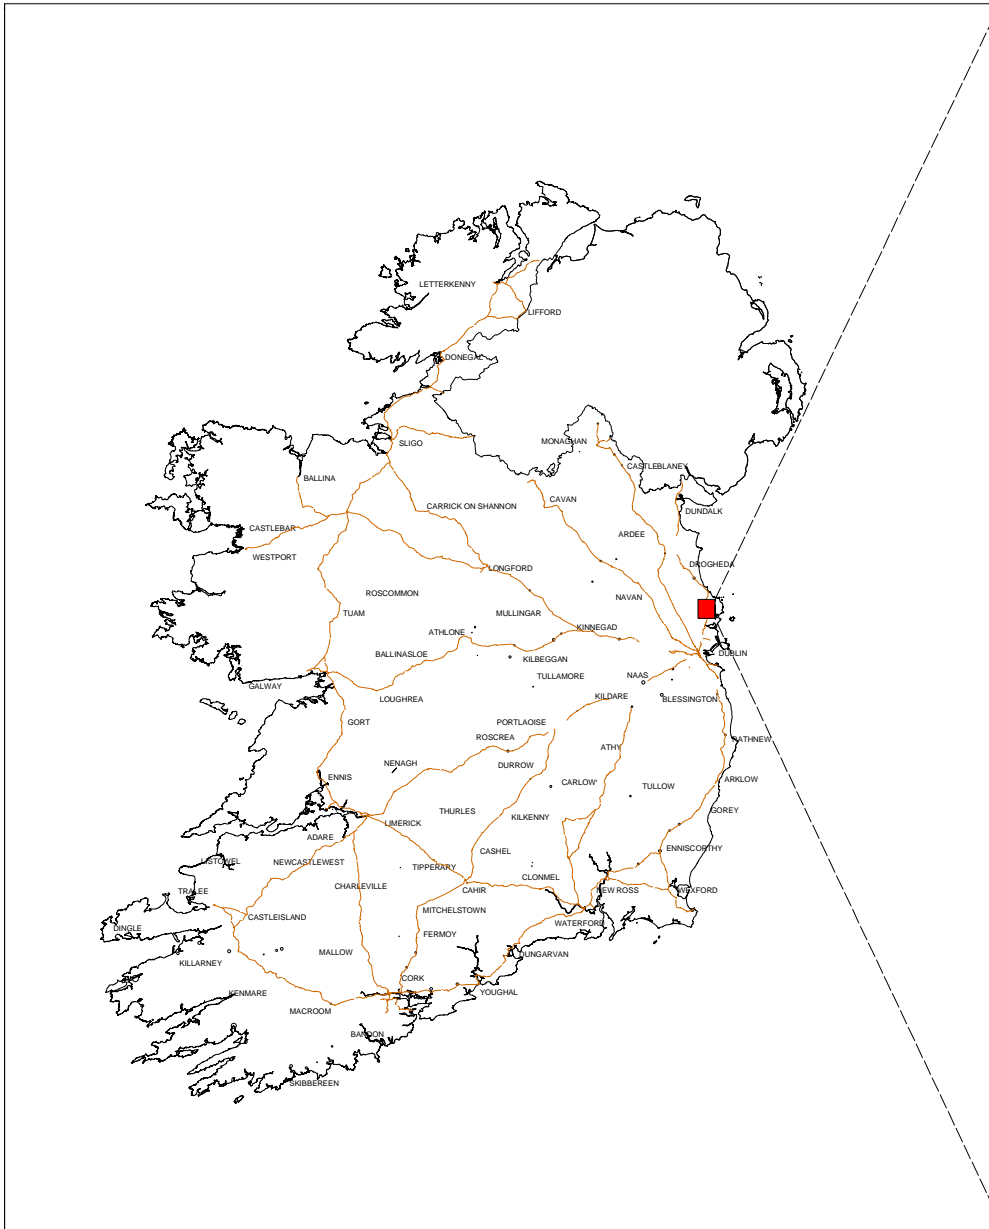 LETTERKENNY
LIFFORD
DONEGAL
SLIGO
MONAGHAN
CASTLEBLANEY
BALLINA
CAVAN
CARRICK ON SHANNON
DUNDALK
CASTLEBAR
ARDEE
WESTPORT
DROGHEDA
LONGFORD
ROSCOMMON
NAVAN
TUAM
MULLINGAR
KINNEGAD
ATHLONE
BALLINASLOE
DUBLIN
KILBEGGAN
TULLAMORE
NAAS
GALWAY
LOUGHREA
KILDARE
BLESSINGTON
GORT
PORTLAOISE
ROSCREA
RATHNEW
ATHY
NENAGH
DURROW
ENNIS
CARLOW
TULLOW
ARKLOW
THURLES
KILKENNY
GOREY
LIMERICK
ADARE
CASHEL
ENNISCORTHY
LISTOWEL
NEWCASTLEWEST
TIPPERARY
CLONMEL
CHARLEVILLE
CAHIR
NEW ROSS
WEXFORD
TRALEE
MITCHELSTOWN
CASTLEISLAND
WATERFORD
DINGLE
FERMOY
MALLOW
DUNGARVAN
KILLARNEY
CORK
KENMARE
YOUGHAL
MACROOM
BANDON
SKIBBEREEN